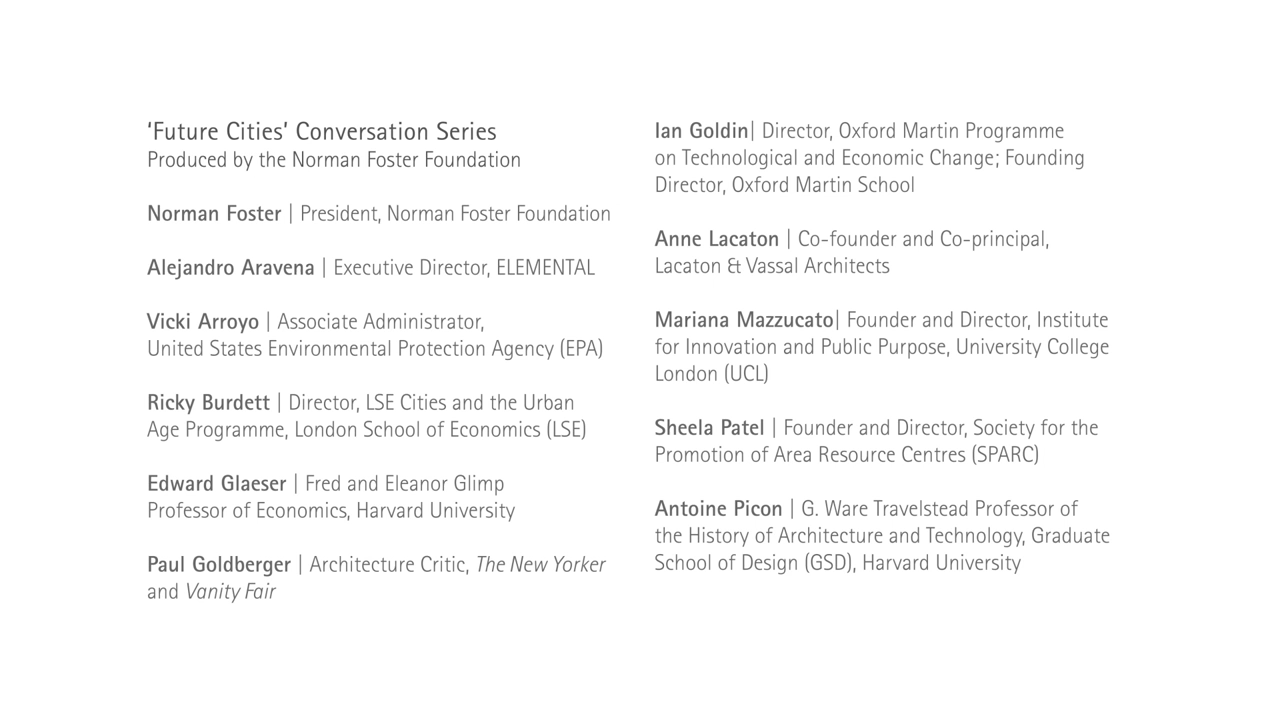 ‘Future Cities’ Conversation Series
Produced by the Norman Foster Foundation
Norman Foster | President, Norman Foster Foundation
Alejandro Aravena | Executive Director, ELEMENTAL
Vicki Arroyo | Associate Administrator,
United States Environmental Protection Agency (EPA)
Ricky Burdett | Director, LSE Cities and the Urban
Age Programme, London School of Economics (LSE)
Edward Glaeser | Fred and Eleanor Glimp
Professor of Economics, Harvard University
Paul Goldberger | Architecture Critic, The New Yorker
and Vanity Fair
Ian Goldin| Director, Oxford Martin Programme
on Technological and Economic Change; Founding
Director, Oxford Martin School
Anne Lacaton | Co-founder and Co-principal,
Lacaton & Vassal Architects
Mariana Mazzucato| Founder and Director, Institute
for Innovation and Public Purpose, University College
London (UCL)
Sheela Patel | Founder and Director, Society for the
Promotion of Area Resource Centres (SPARC)
Antoine Picon | G. Ware Travelstead Professor of
the History of Architecture and Technology, Graduate
School of Design (GSD), Harvard University